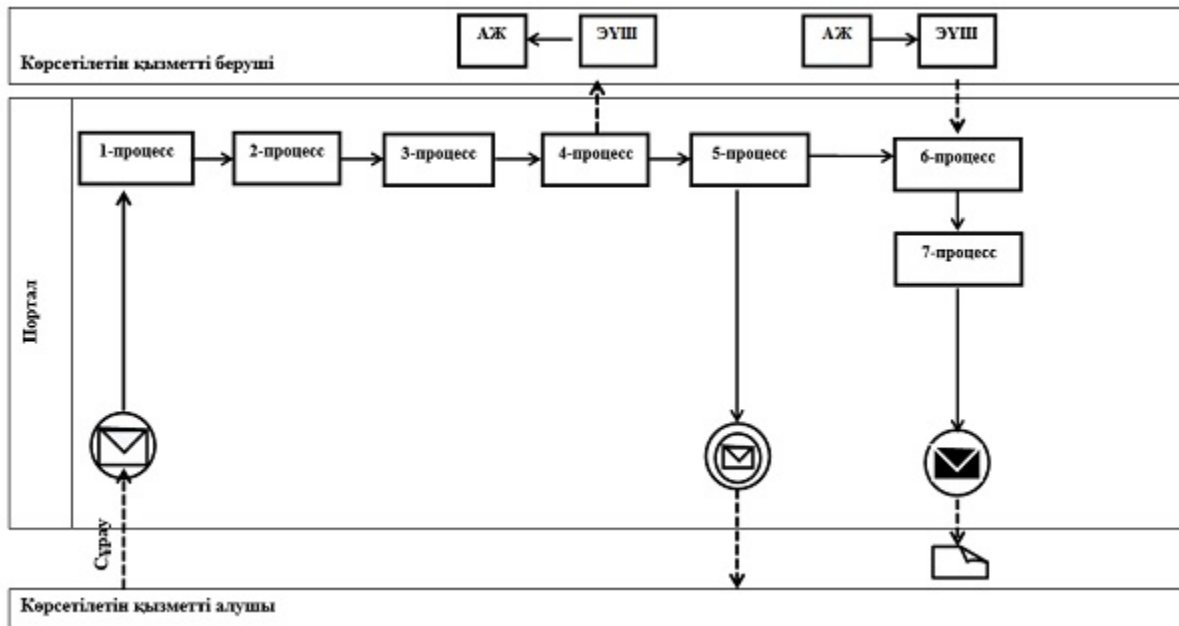 АЖ
ЭҮШ
АЖ
ЭҮШ
Көрсетілетін қызметті беруші
1-процесс
2-процесс
3-процесс
4-процесс
5-процесс
6-процесс
7-процесс
Портал
Сұрау
Көрсетілетін қызметті алушы